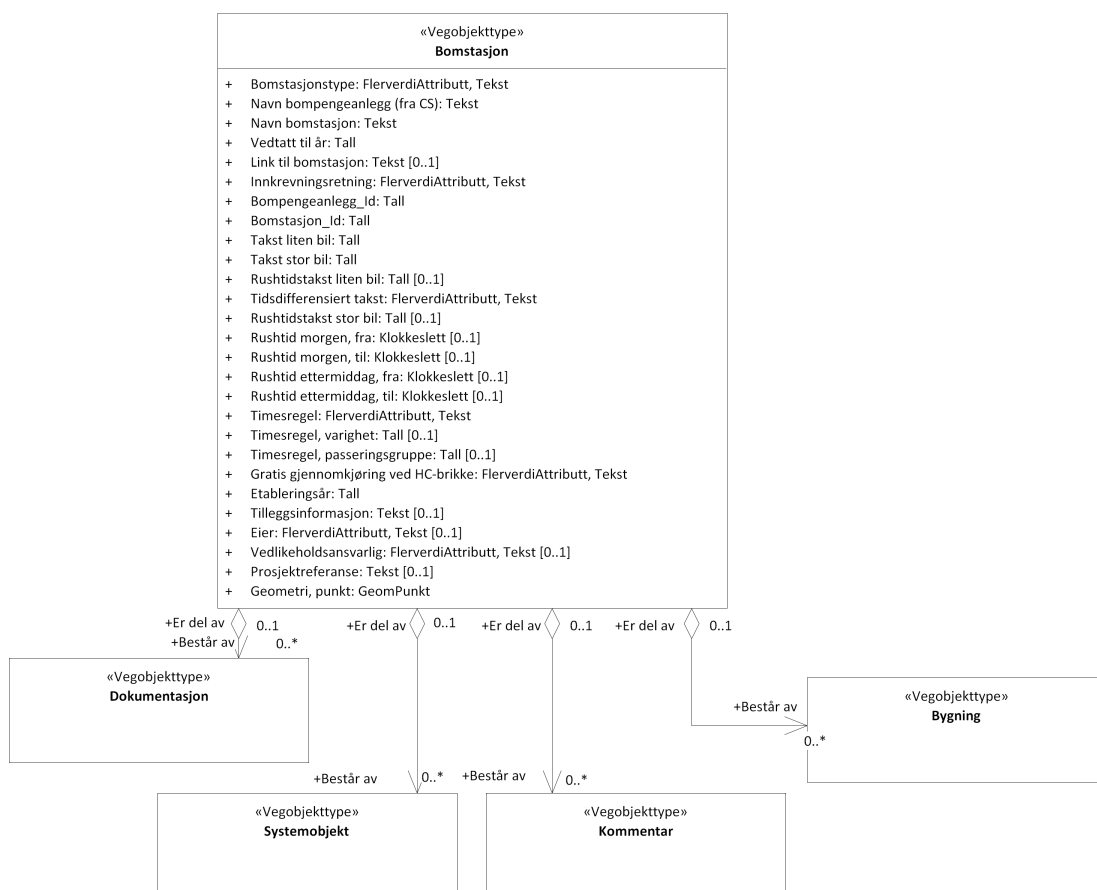 «Vegobjekttype»
Bomstasjon
+ Bomstasjonstype: FlerverdiAttributt, Tekst
+ Navn bompengeanlegg (fra CS): Tekst
+ Navn bomstasjon: Tekst
+ Vedtatt til år: Tall
+ Link til bomstasjon: Tekst [0..1]
+ Innkrevningsretning: FlerverdiAttributt, Tekst
+ Bompengeanlegg_Id: Tall
+ Bomstasjon_Id: Tall
+ Takst liten bil: Tall
+ Takst stor bil: Tall
+ Rushtidstakst liten bil: Tall [0..1]
+ Tidsdifferensiert takst: FlerverdiAttributt, Tekst
+ Rushtidstakst stor bil: Tall [0..1]
+ Rushtid morgen, fra: Klokkeslett [0..1]
+ Rushtid morgen, til: Klokkeslett [0..1]
+ Rushtid ettermiddag, fra: Klokkeslett [0..1]
+ Rushtid ettermiddag, til: Klokkeslett [0..1]
+ Timesregel: FlerverdiAttributt, Tekst
+ Timesregel, varighet: Tall [0..1]
+ Timesregel, passeringsgruppe: Tall [0..1]
+ Gratis gjennomkjøring ved HC-brikke: FlerverdiAttributt, Tekst
+ Etableringsår: Tall
+ Tilleggsinformasjon: Tekst [0..1]
+ Eier: FlerverdiAttributt, Tekst [0..1]
+ Vedlikeholdsansvarlig: FlerverdiAttributt, Tekst [0..1]
+ Prosjektreferanse: Tekst [0..1]
+ Geometri, punkt: GeomPunkt
+Er del av 0..1 +Er del av 0..1 +Er del av 0..1 +Er del av 0..1
+Består av 0..*
«Vegobjekttype»
Dokumentasjon
«Vegobjekttype»
Bygning
+Består av
0..*
+Består av 0..* +Består av 0..*
«Vegobjekttype»
Systemobjekt
«Vegobjekttype»
Kommentar